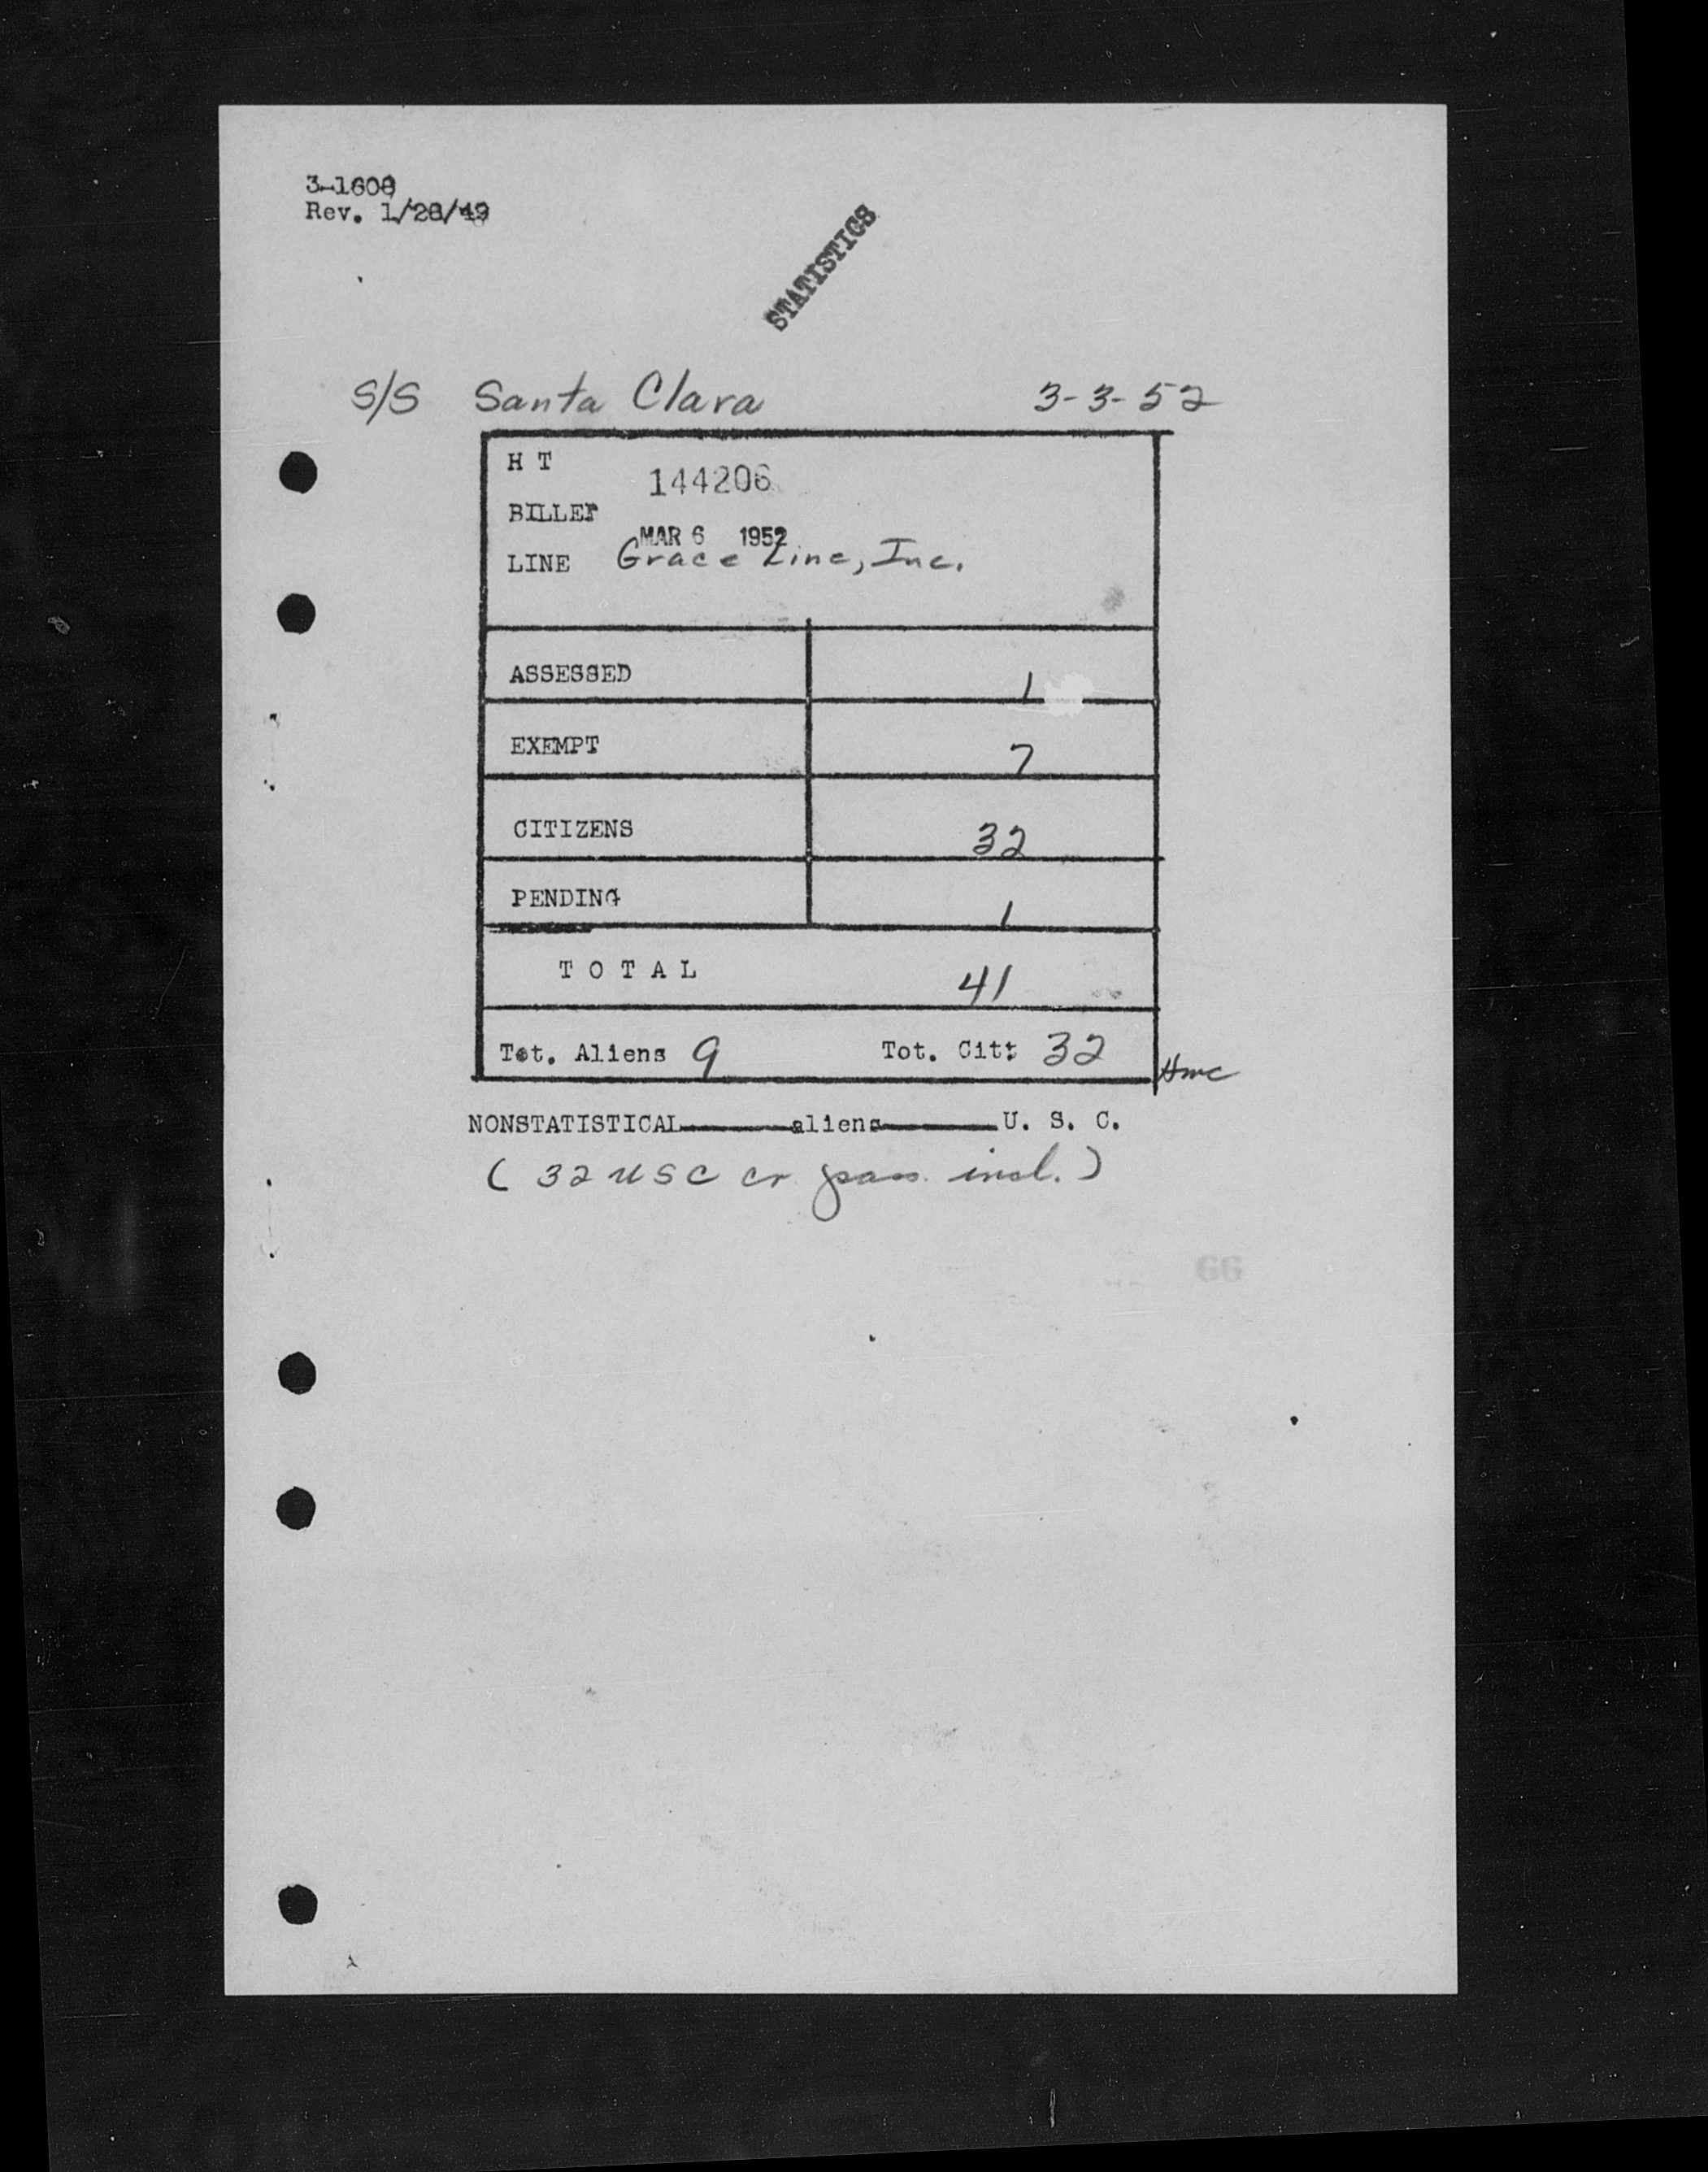 3-1608
Rev. 1/28/49
STATISTICS
S/S Santa Clara 3-3-52
H T 144206
BILLET
MAR 6 1952
LINE Grace Line, Inc.
ASSESSED 1
EXEMPT 7
CITIZENS 32
PENDING 1
T O T A L 41
Tot. Aliens 9 Tot. Cit: 32
NONSTATISTICAL aliens U. S. C.
( 32 USC cr pass. incl. )
66